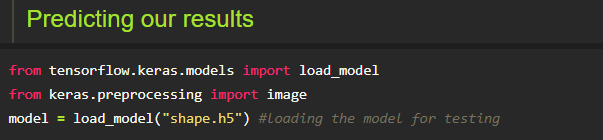 Predicting our results
from tensorflow.keras.models import load_model
from keras.preprocessing import image
model = load_model("shape.h5") #loading the model for testing